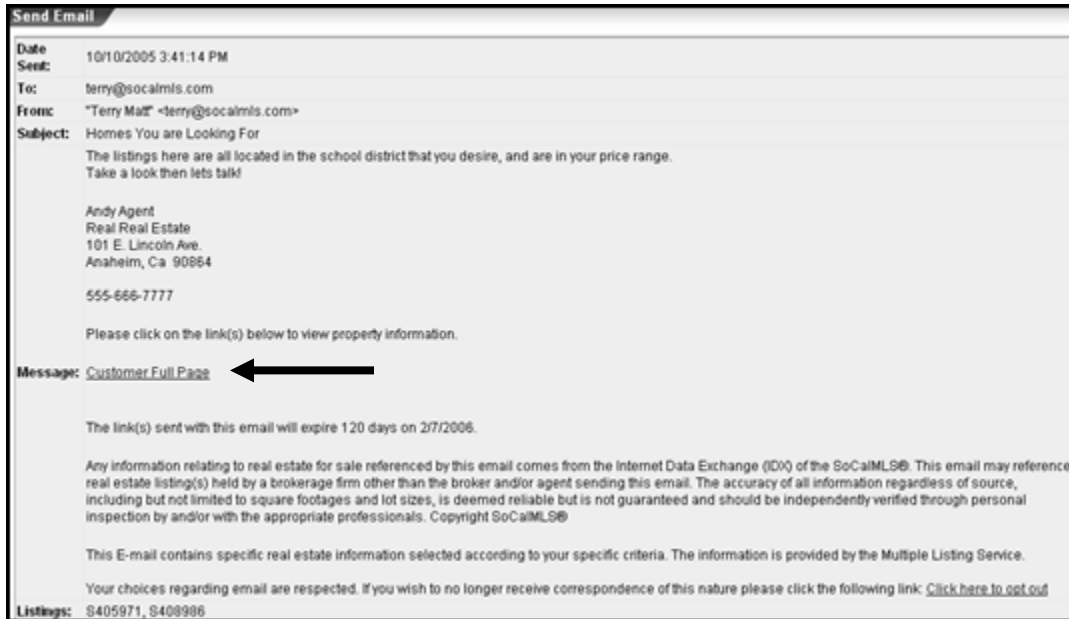 Send Email
Date Sent: 10/10/2005 3:41:14 PM
To: terry@socalmls.com
From: "Terry Matt" <terry@socalmls.com>
Subject: Homes You are Looking For
The listings here are all located in the school district that you desire, and are in your price range.
Take a look then lets talk!
Andy Agent
Real Real Estate
101 E. Lincoln Ave.
Anaheim, Ca 90864
555-666-7777
Please click on the link(s) below to view property information.
Message: Customer Full Page
The link(s) sent with this email will expire 120 days on 2/7/2006.
Any information relating to real estate for sale referenced by this email comes from the Internet Data Exchange (IDX) of the SoCalMLS®. This email may reference
real estate listing(s) held by a brokerage firm other than the broker and/or agent sending this email. The accuracy of all information regardless of source,
including but not limited to square footages and lot sizes, is deemed reliable but is not guaranteed and should be independently verified through personal
inspection by and/or with the appropriate professionals. Copyright SoCalMLS®
This E-mail contains specific real estate information selected according to your specific criteria. The information is provided by the Multiple Listing Service.
Your choices regarding email are respected. If you wish to no longer receive correspondence of this nature please click the following link: Click here to opt out
Listings: S405971, S408986